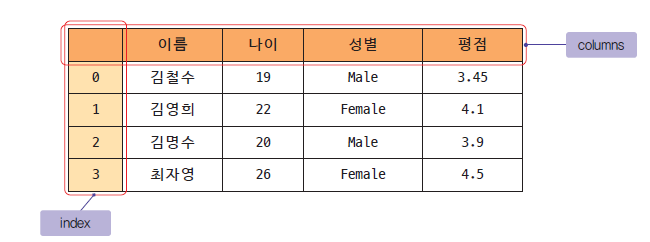 이름 나이 성별 평점
columns
0 김철수 19 Male 3.45
1 김영희 22 Female 4.1
2 김명수 20 Male 3.9
3 최자영 26 Female 4.5
index